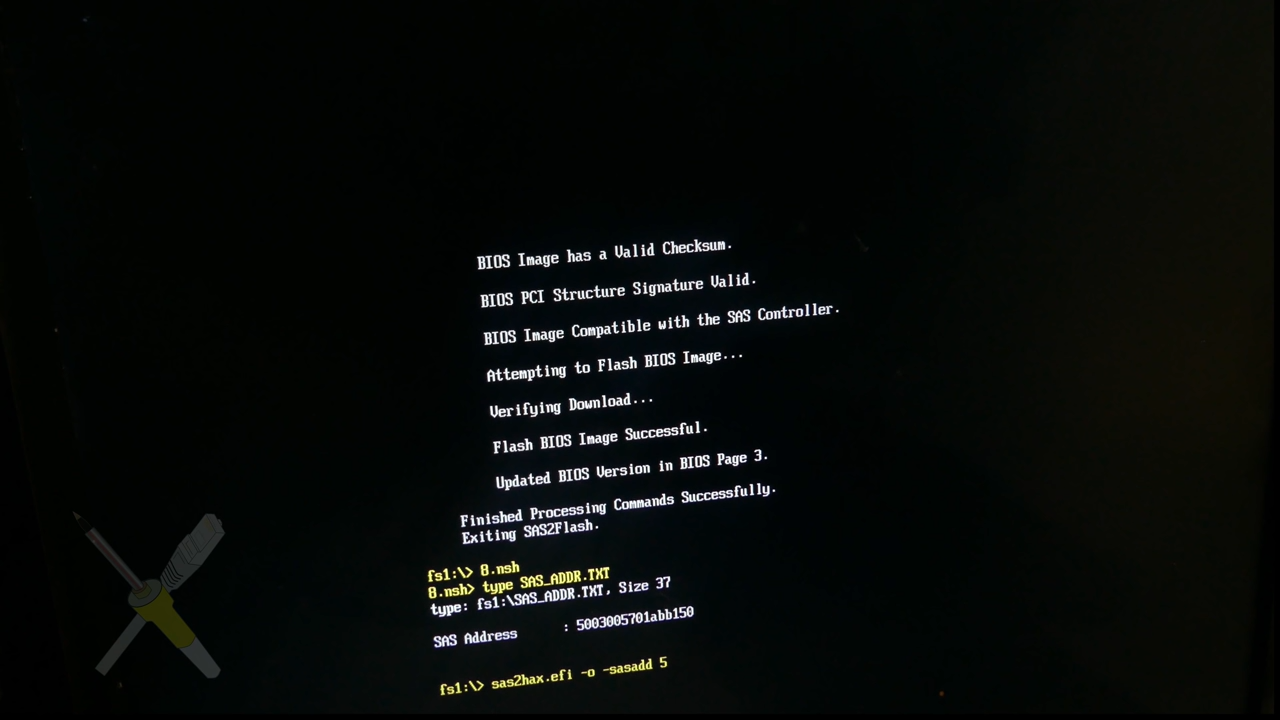 BIOS Image has a Valid Checksum.
BIOS PCI Structure Signature Valid.
BIOS Image Compatible with the SAS Controller.
Attempting to Flash BIOS Image...
Verifying Download...
Flash BIOS Image Successful.
Updated BIOS Version in BIOS Page 3.
Finished Processing Commands Successfully.
Exiting SAS2Flash.
fs1:\> 8.nsh
8.nsh> type SAS_ADDR.TXT
type: fs1:\SAS_ADDR.TXT, Size 37
SAS Address : 5003005701abb150
fs1:\> sas2hax.efi -o -sasadd 5